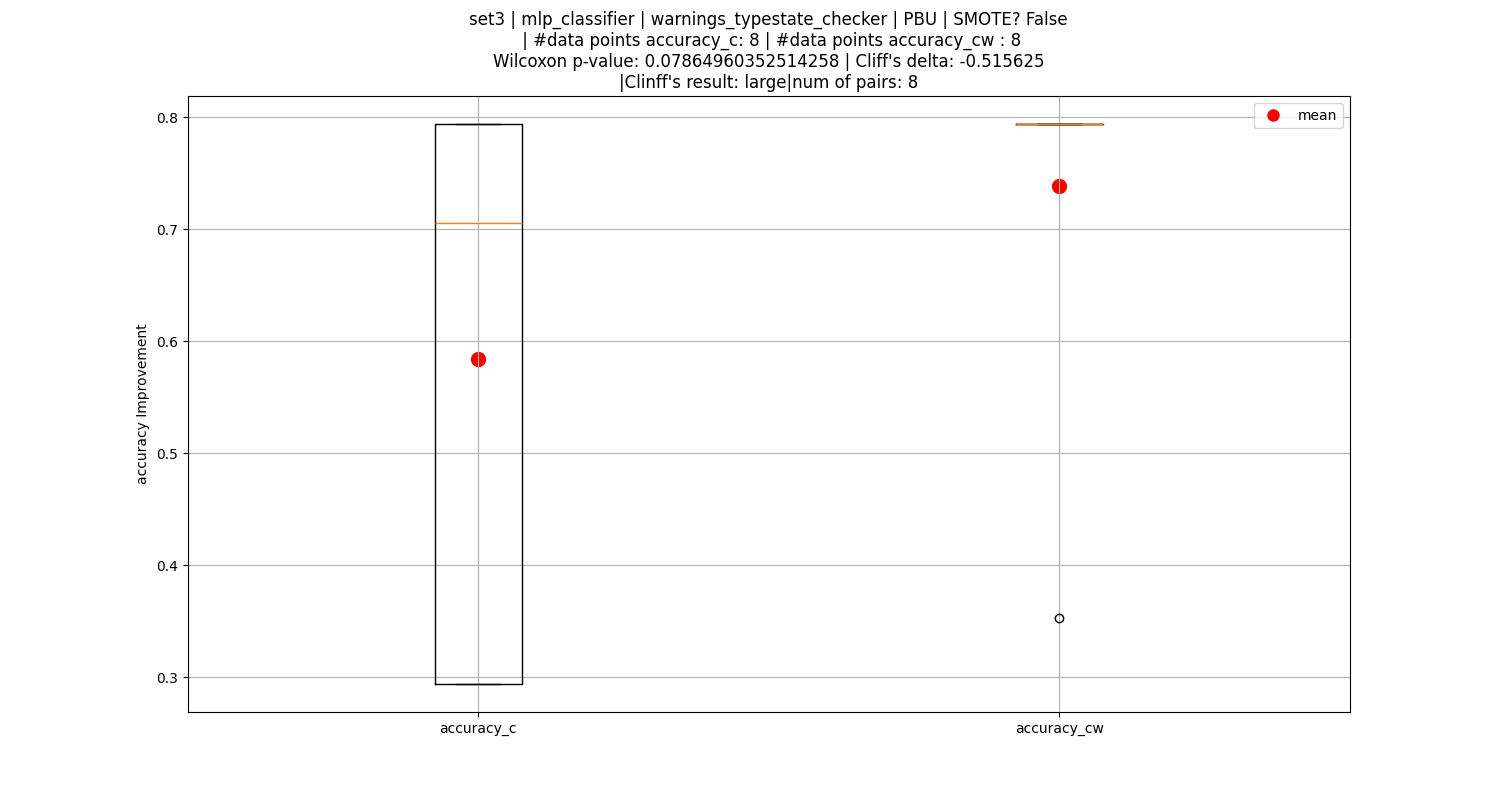 set3 | mlp_classifier | warnings_typestate_checker | PBU | SMOTE? False
| #data points accuracy_c: 8 | #data points accuracy_cw : 8
Wilcoxon p-value: 0.07864960352514258 | Cliff's delta: -0.515625
|Clinff's result: large|num of pairs: 8
mean
0.8
0.7
0.6
0.5
0.4
0.3
accuracy Improvement
accuracy_c
accuracy_cw